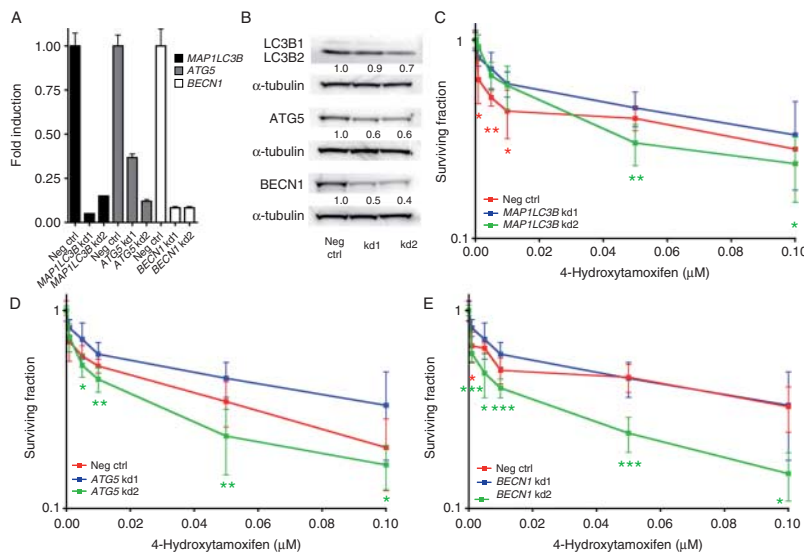 A
Fold induction
1.00
0.75
0.50
0.25
0.00
MAP1LC3B
ATG5
BECN1
Neg ctrl
MAP1LC3B kd1
MAP1LC3B kd2
Neg ctrl
ATG5 kd1
ATG5 kd2
Neg ctrl
BECN1 kd1
BECN1 kd2
B
LC3B1
LC3B2
1.0 0.9 0.7
α-tubulin
ATG5
1.0 0.6 0.6
α-tubulin
BECN1
1.0 0.5 0.4
α-tubulin
Neg ctrl kd1 kd2
C
Surviving fraction
1
0.1
* ** * ** *
Neg ctrl
MAP1LC3B kd1
MAP1LC3B kd2
0.00 0.02 0.04 0.06 0.08 0.10
4-Hydroxytamoxifen (μM)
D
Surviving fraction
1
0.1
* ** ** *
Neg ctrl
ATG5 kd1
ATG5 kd2
0.00 0.02 0.04 0.06 0.08 0.10
4-Hydroxytamoxifen (μM)
E
Surviving fraction
1
0.1
*
*** * *** *** *
Neg ctrl
BECN1 kd1
BECN1 kd2
0.00 0.02 0.04 0.06 0.08 0.10
4-Hydroxytamoxifen (μM)